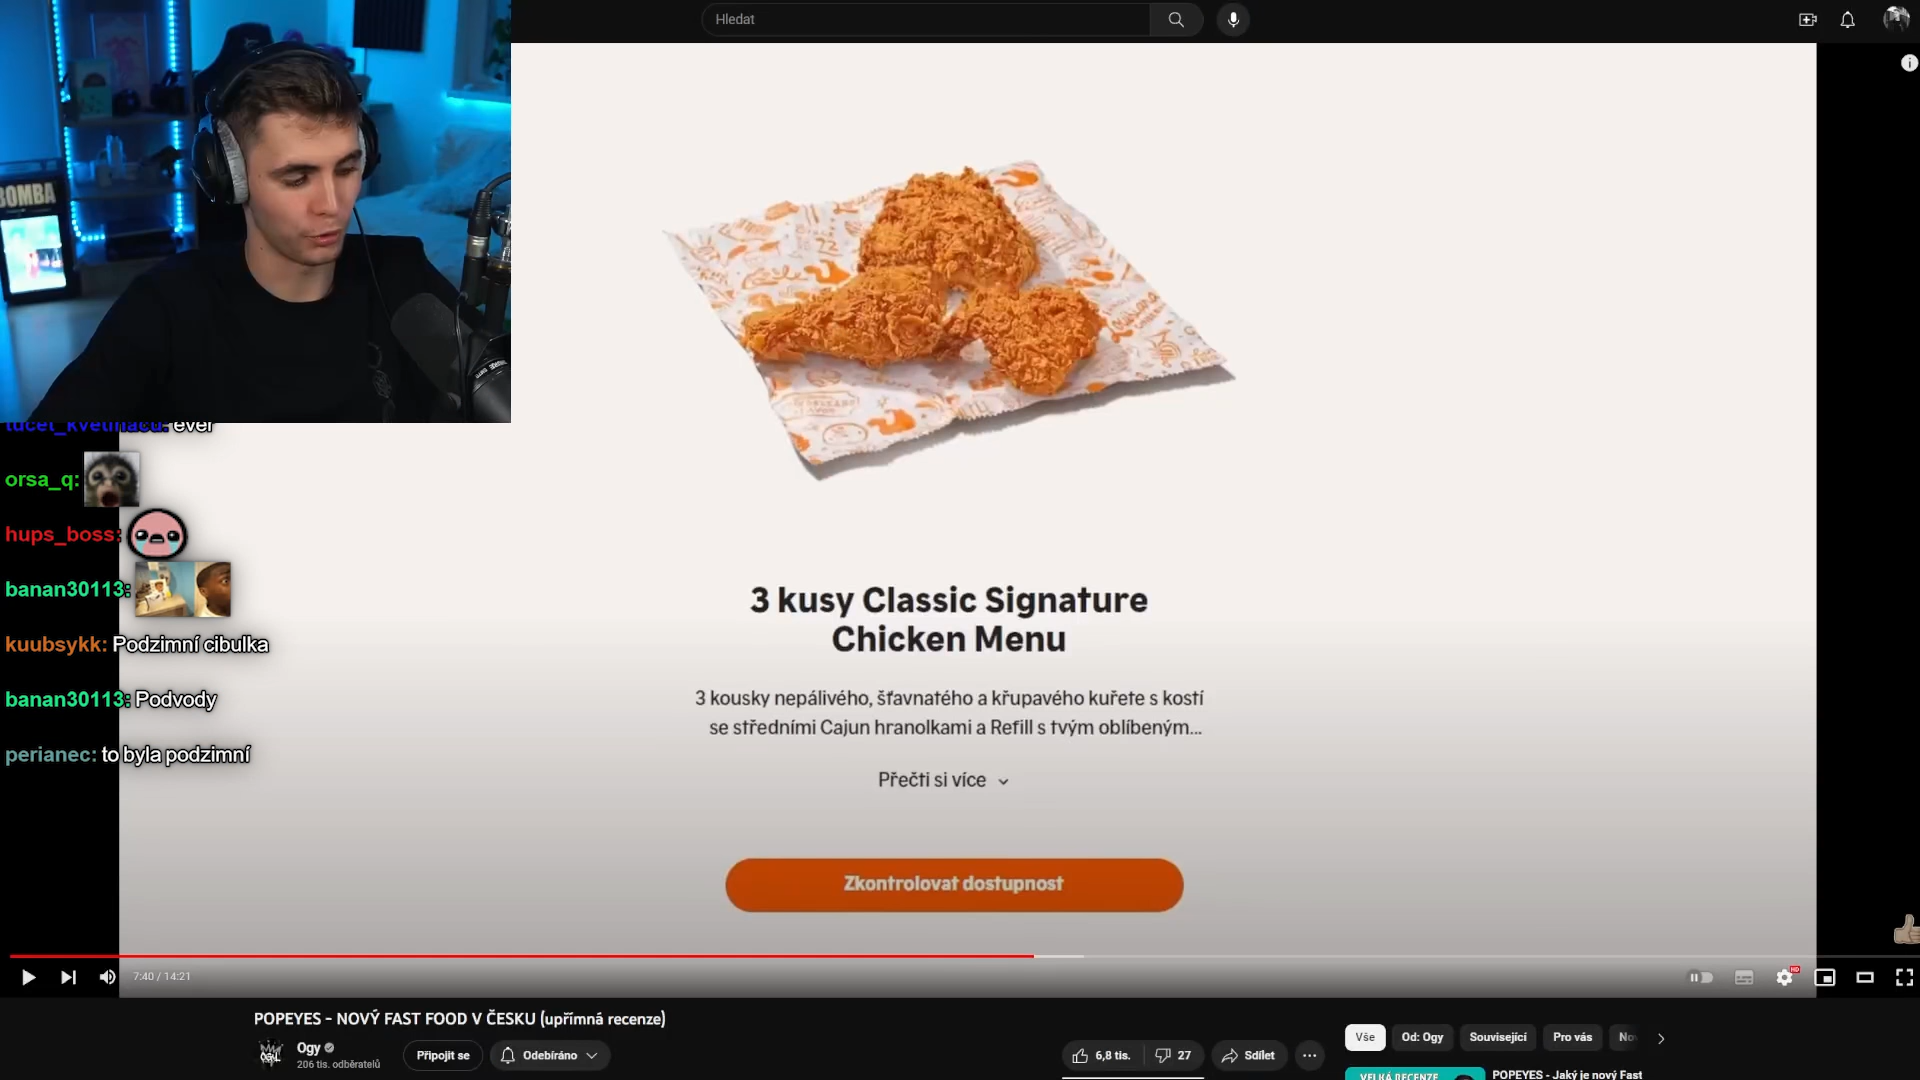 Hledat
BOMBA
ever
orsa_q:
hups_boss:
banan30113:
kuubsykk: Podzimní cibulka
banan30113: Podvody
perianec: to byla podzimní
3 kusy Classic Signature
Chicken Menu
3 kousky nepálivého, šťavnatého a křupavého kuřete s kostí
se středními Cajun hranolkami a Refill s tvým oblíbeným...
Přečti si více
Zkontrolovat dostupnost
7:40 / 14:21
HD
POPEYES - NOVÝ FAST FOOD V ČESKU (upřímná recenze)
Ogy
206 tis. odběratelů
Připojit se
Odebíráno
6,8 tis.
27
Sdílet
Vše
Od: Ogy
Související
Pro vás
VELKÁ RECENZE
POPEYES - Jaký je nový Fast